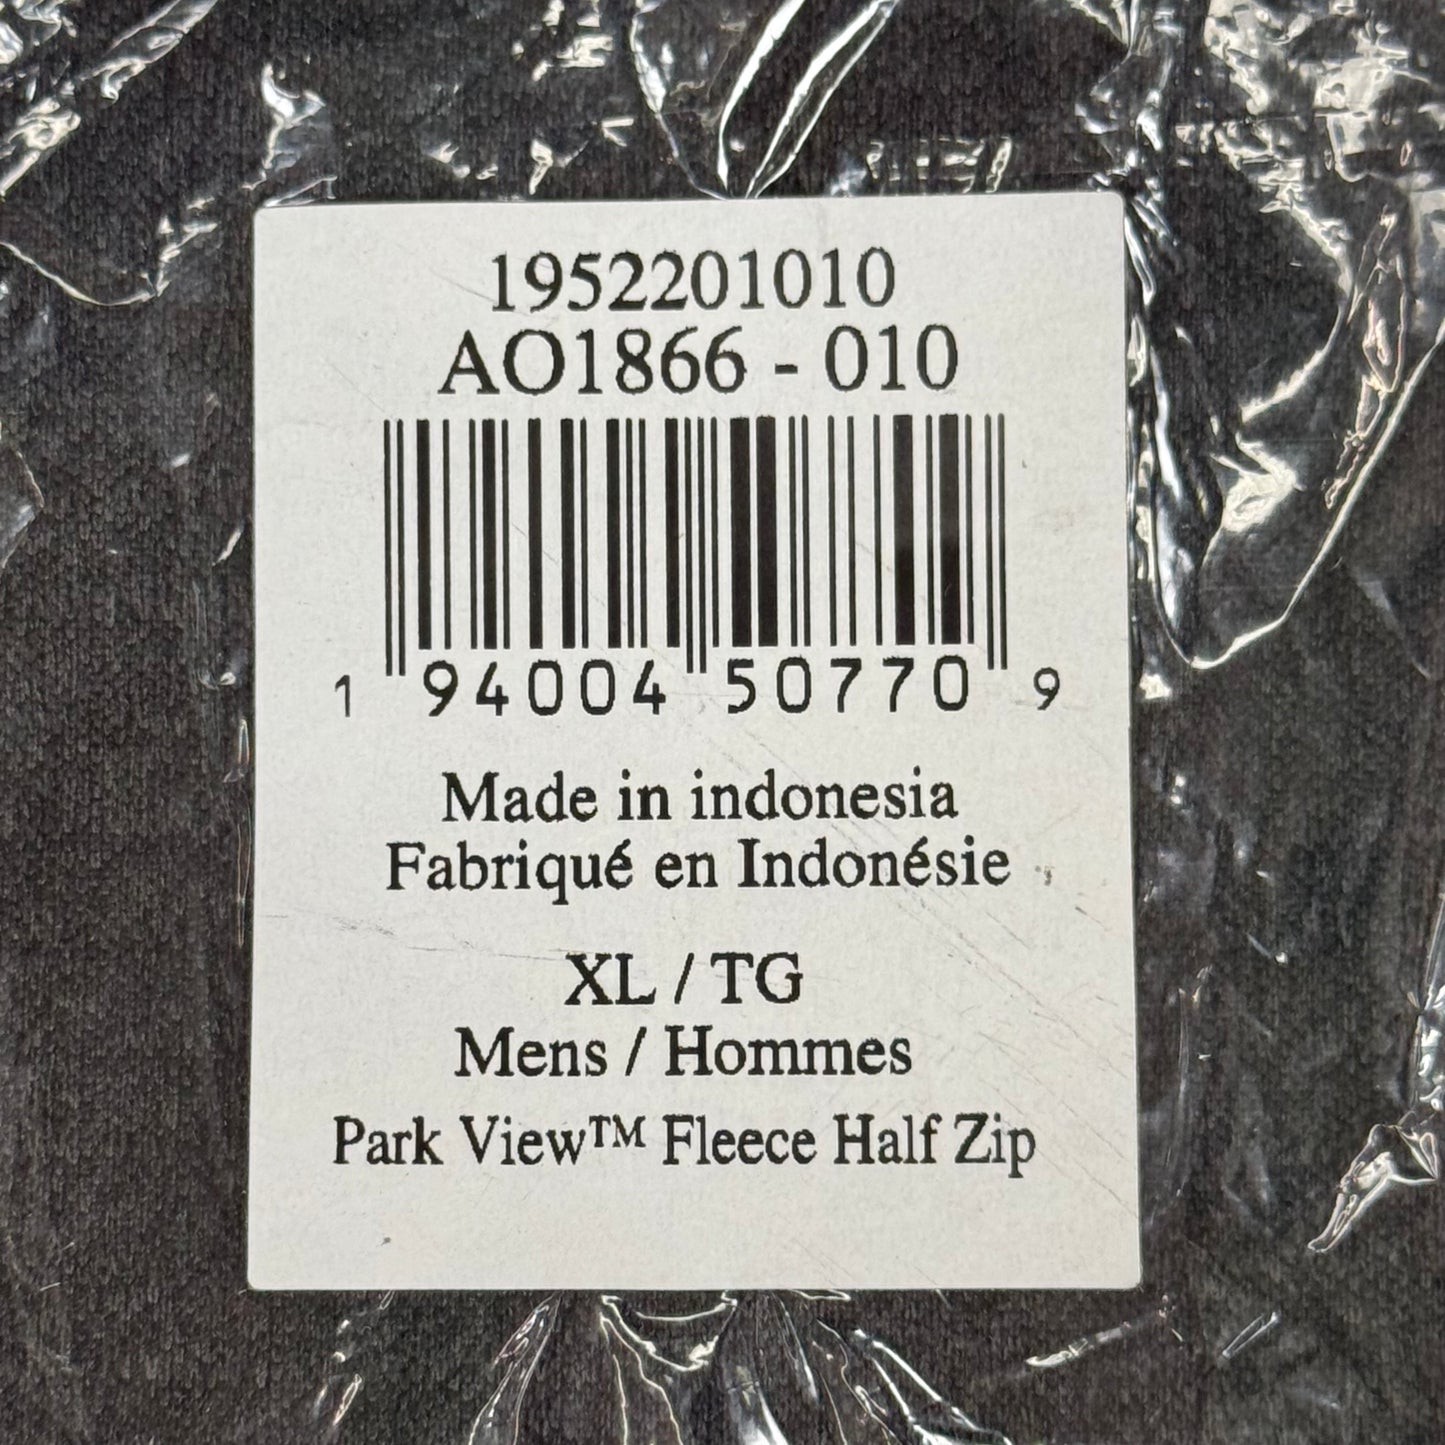 1952201010
AO1866 - 010
1 94004 50770 9
Made in indonesia
Fabriqué en Indonésie
XL / TG
Mens / Hommes
Park View™ Fleece Half Zip